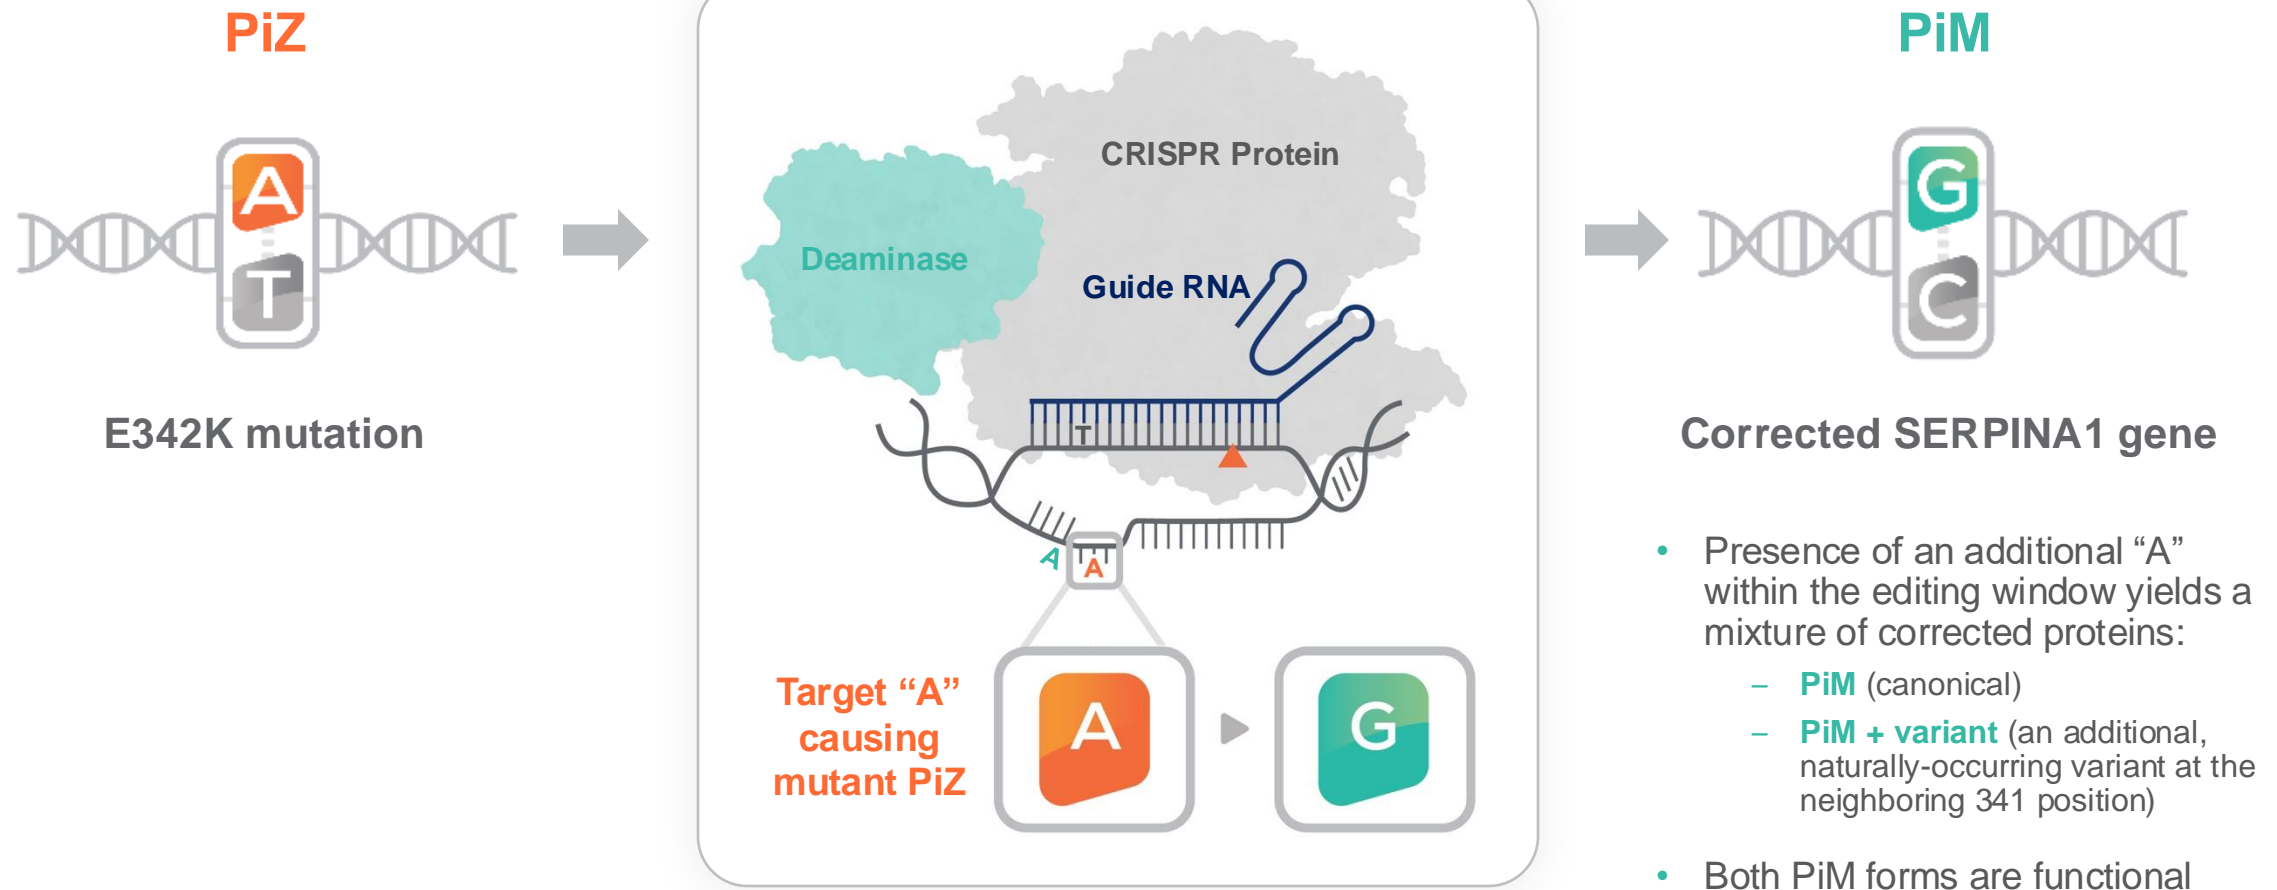 PiZ
A
T
E342K mutation
CRISPR Protein
Deaminase
Guide RNA
T
A
A
Target “A”
causing
mutant PiZ
A
G
PiM
G
C
Corrected SERPINA1 gene
• Presence of an additional “A”
within the editing window yields a
mixture of corrected proteins:
– PiM (canonical)
– PiM + variant (an additional,
naturally-occurring variant at the
neighboring 341 position)
• Both PiM forms are functional